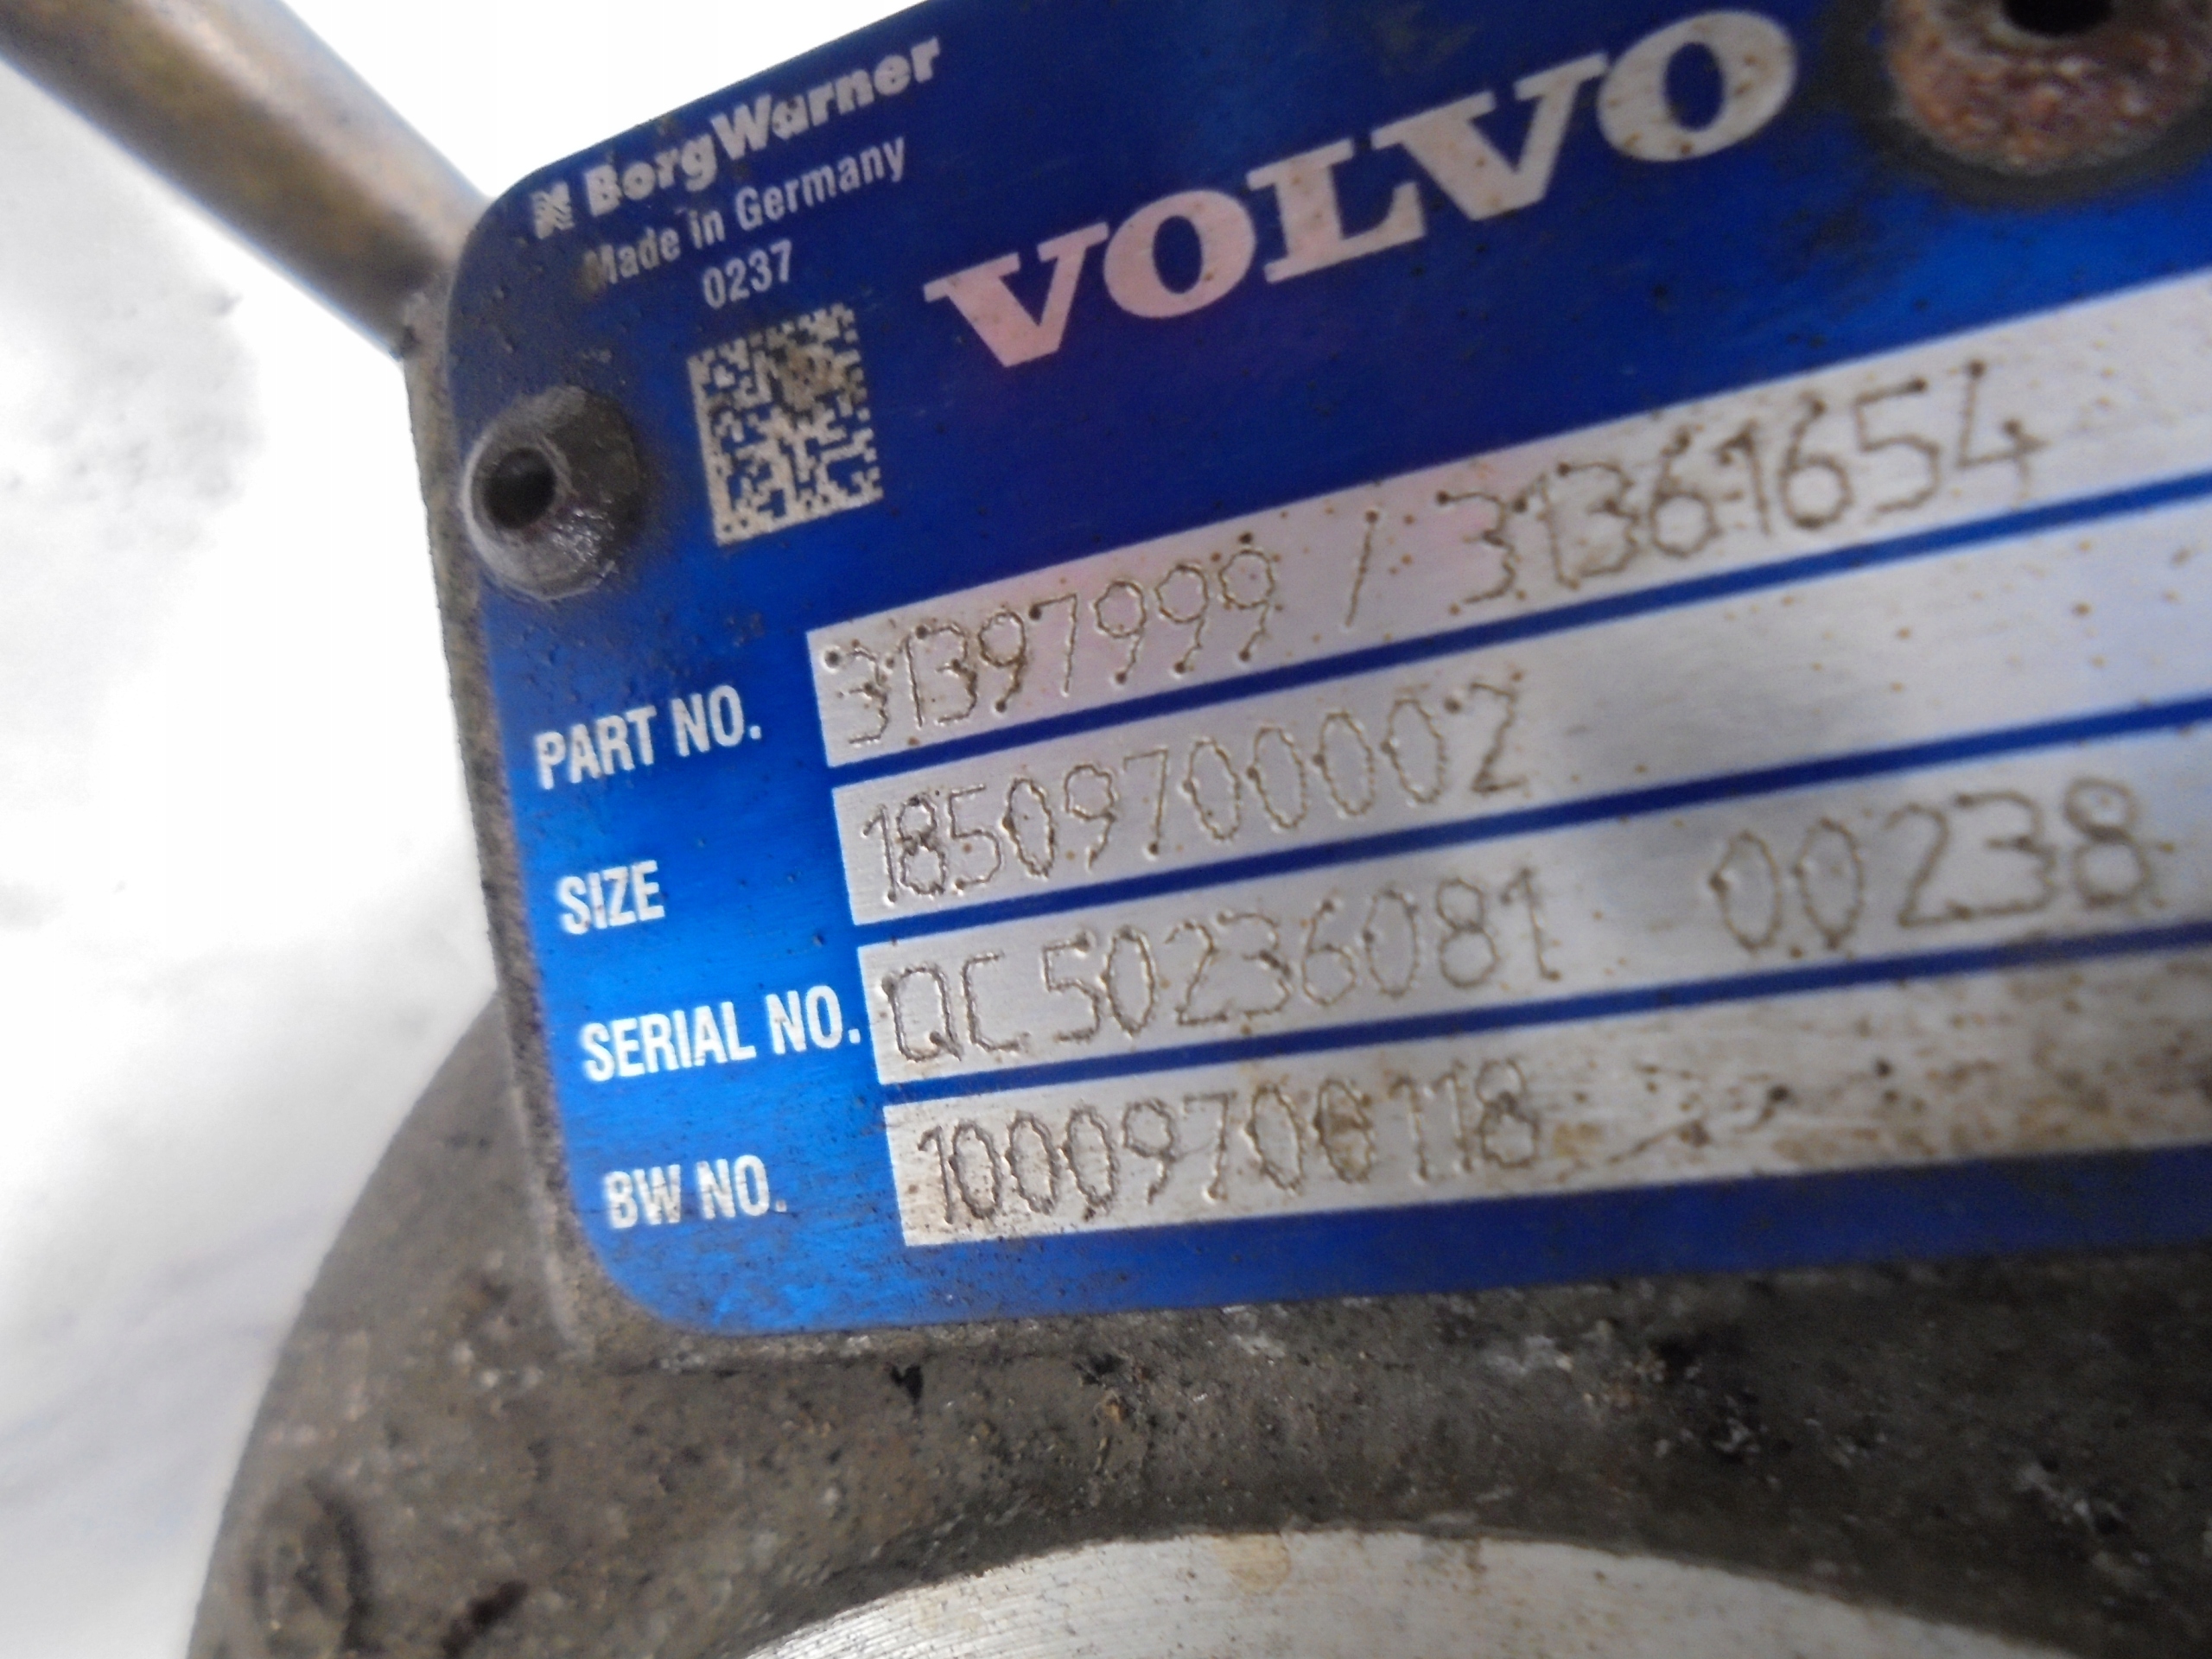 BorgWarner
Made in Germany
0237
VOLVO
PART NO. 31397999 / 31361654
SIZE 18509700002
SERIAL NO. QC50236081 00238
BW NO. 10009700118